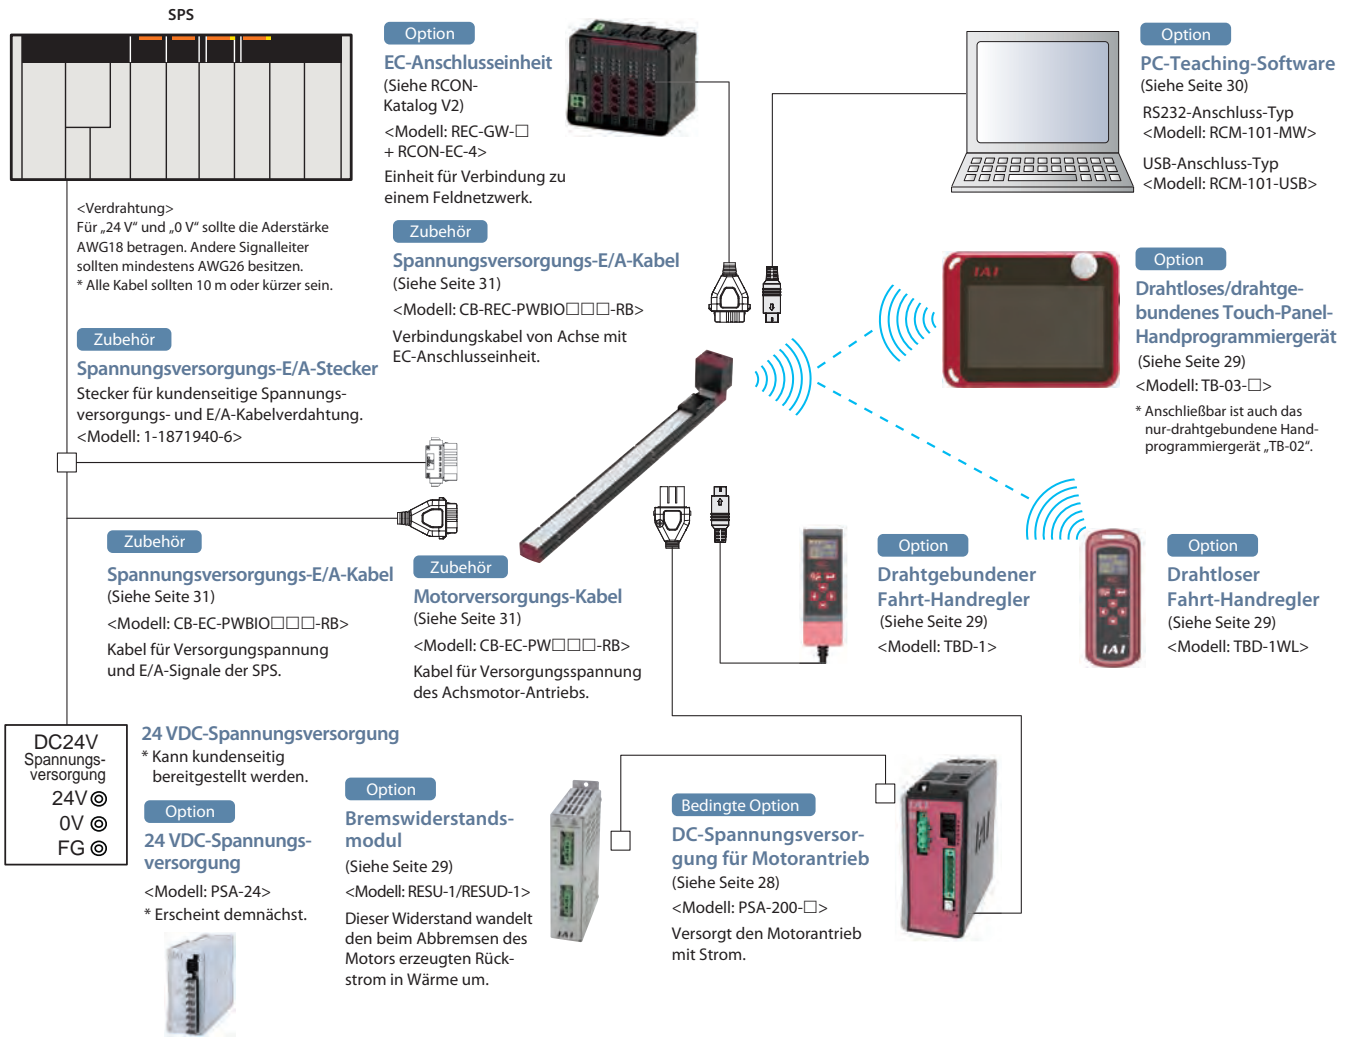 SPS
<Verdrahtung>
Für „24 V“ und „0 V“ sollte die Aderstärke
AWG18 betragen. Andere Signalleiter
sollten mindestens AWG26 besitzen.
* Alle Kabel sollten 10 m oder kürzer sein.
Zubehör
Spannungsversorgungs-E/A-Stecker
Stecker für kundenseitige Spannungs-
versorgungs- und E/A-Kabelverdahtung.
<Modell: 1-1871940-6>
Zubehör
Spannungsversorgungs-E/A-Kabel
(Siehe Seite 31)
<Modell: CB-EC-PWBIO□□□-RB>
Kabel für Versorgungspannung
und E/A-Signale der SPS.
Option
EC-Anschlusseinheit
(Siehe RCON-
Katalog V2)
<Modell: REC-GW-□
+ RCON-EC-4>
Einheit für Verbindung zu
einem Feldnetzwerk.
Zubehör
Spannungsversorgungs-E/A-Kabel
(Siehe Seite 31)
<Modell: CB-REC-PWBIO□□□-RB>
Verbindungskabel von Achse mit
EC-Anschlusseinheit.
Zubehör
Motorversorgungs-Kabel
(Siehe Seite 31)
<Modell: CB-EC-PW□□□-RB>
Kabel für Versorgungsspannung
des Achsmotor-Antriebs.
Option
PC-Teaching-Software
(Siehe Seite 30)
RS232-Anschluss-Typ
<Modell: RCM-101-MW>
USB-Anschluss-Typ
<Modell: RCM-101-USB>
IAI
Option
Drahtloses/drahtge-
bundenes Touch-Panel-
Handprogrammiergerät
(Siehe Seite 29)
<Modell: TB-03-□>
* Anschließbar ist auch das
nur-drahtgebundene Hand-
programmiergerät „TB-02“.
Option
Drahtgebundener
Fahrt-Handregler
(Siehe Seite 29)
<Modell: TBD-1>
IAI
Option
Drahtloser
Fahrt-Handregler
(Siehe Seite 29)
<Modell: TBD-1WL>
DC24V
Spannungs-
versorgung
24V
0V
FG
24 VDC-Spannungsversorgung
* Kann kundenseitig
bereitgestellt werden.
Option
24 VDC-Spannungs-
versorgung
<Modell: PSA-24>
* Erscheint demnächst.
Option
Bremswiderstands-
modul
(Siehe Seite 29)
<Modell: RESU-1/RESUD-1>
Dieser Widerstand wandelt
den beim Abbremsen des
Motors erzeugten Rück-
strom in Wärme um.
IAI
Bedingte Option
DC-Spannungsversor-
gung für Motorantrieb
(Siehe Seite 28)
<Modell: PSA-200-□>
Versorgt den Motorantrieb
mit Strom.
IAI